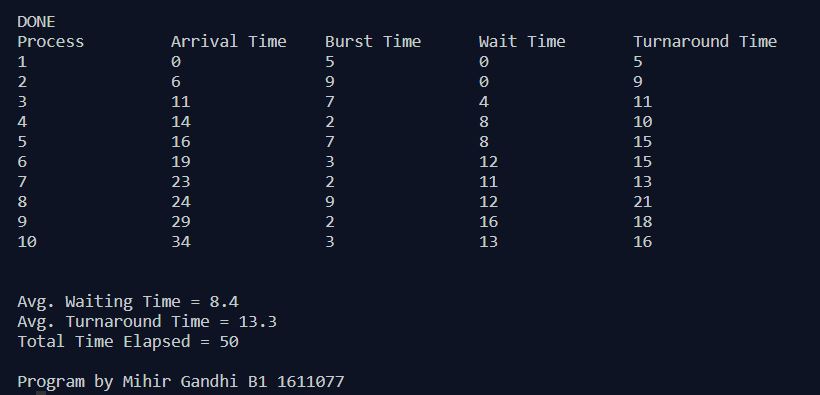 DONE
Process Arrival Time Burst Time Wait Time Turnaround Time
1 0 5 0 5
2 6 9 0 9
3 11 7 4 11
4 14 2 8 10
5 16 7 8 15
6 19 3 12 15
7 23 2 11 13
8 24 9 12 21
9 29 2 16 18
10 34 3 13 16
Avg. Waiting Time = 8.4
Avg. Turnaround Time = 13.3
Total Time Elapsed = 50
Program by Mihir Gandhi B1 1611077